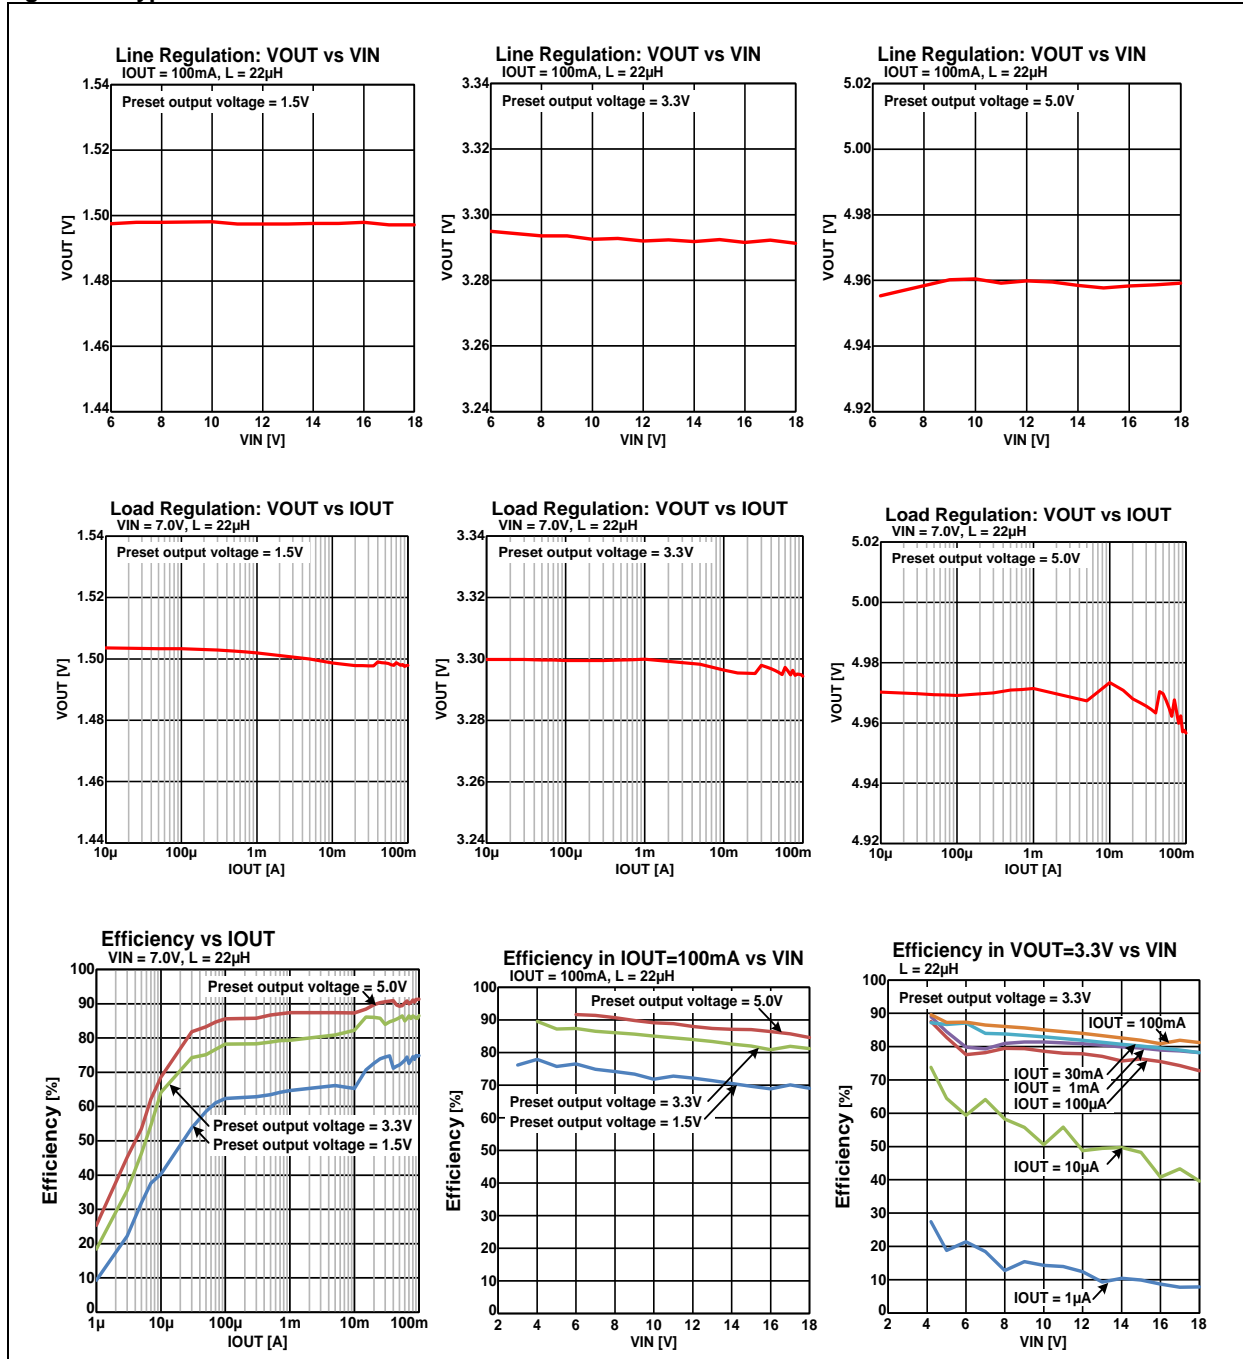 Line Regulation: VOUT vs VIN
IOUT = 100mA, L = 22µH
Preset output voltage = 1.5V
1.54
1.52
1.50
1.48
1.46
1.44
VOUT [V]
6 8 10 12 14 16 18
VIN [V]
Line Regulation: VOUT vs VIN
IOUT = 100mA, L = 22µH
Preset output voltage = 3.3V
3.34
3.32
3.30
3.28
3.26
3.24
VOUT [V]
6 8 10 12 14 16 18
VIN [V]
Line Regulation: VOUT vs VIN
IOUT = 100mA, L = 22µH
Preset output voltage = 5.0V
5.02
5.00
4.98
4.96
4.94
4.92
VOUT [V]
6 8 10 12 14 16 18
VIN [V]
Load Regulation: VOUT vs IOUT
VIN = 7.0V, L = 22µH
Preset output voltage = 1.5V
1.54
1.52
1.50
1.48
1.46
1.44
VOUT [V]
10µ 100µ 1m 10m 100m
IOUT [A]
Load Regulation: VOUT vs IOUT
VIN = 7.0V, L = 22µH
Preset output voltage = 3.3V
3.34
3.32
3.30
3.28
3.26
3.24
VOUT [V]
10µ 100µ 1m 10m 100m
IOUT [A]
Load Regulation: VOUT vs IOUT
VIN = 7.0V, L = 22µH
Preset output voltage = 5.0V
5.02
5.00
4.98
4.96
4.94
4.92
VOUT [V]
10µ 100µ 1m 10m 100m
IOUT [A]
Efficiency vs IOUT
VIN = 7.0V, L = 22µH
Preset output voltage = 5.0V
Preset output voltage = 3.3V
Preset output voltage = 1.5V
100
90
80
70
60
50
40
30
20
10
0
Efficiency [%]
1µ 10µ 100µ 1m 10m 100m
IOUT [A]
Efficiency in IOUT=100mA vs VIN
IOUT = 100mA, L = 22µH
Preset output voltage = 5.0V
Preset output voltage = 3.3V
Preset output voltage = 1.5V
100
90
80
70
60
50
40
30
20
10
0
Efficiency [%]
2 4 6 8 10 12 14 16 18
VIN [V]
Efficiency in VOUT=3.3V vs VIN
L = 22µH
Preset output voltage = 3.3V
IOUT = 100mA
IOUT = 30mA
IOUT = 1mA
IOUT = 100µA
IOUT = 10µA
IOUT = 1µA
100
90
80
70
60
50
40
30
20
10
0
Efficiency [%]
2 4 6 8 10 12 14 16 18
VIN [V]